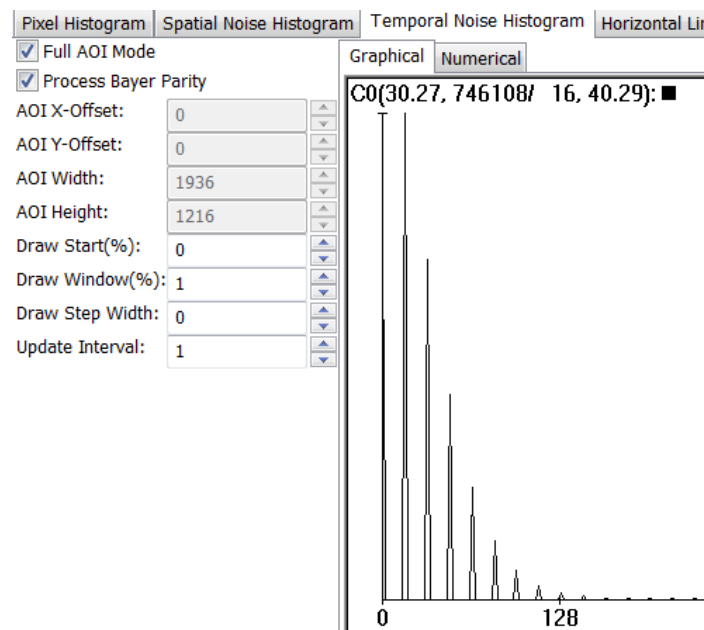 Pixel Histogram Spatial Noise Histogram Temporal Noise Histogram Horizontal
Full AOI Mode
Process Bayer Parity
AOI X-Offset: 0
AOI Y-Offset: 0
AOI Width: 1936
AOI Height: 1216
Draw Start(%): 0
Draw Window(%): 1
Draw Step Width: 0
Update Interval: 1
Graphical Numerical
C0(30.27, 746108/ 16, 40.29): ■
0 128